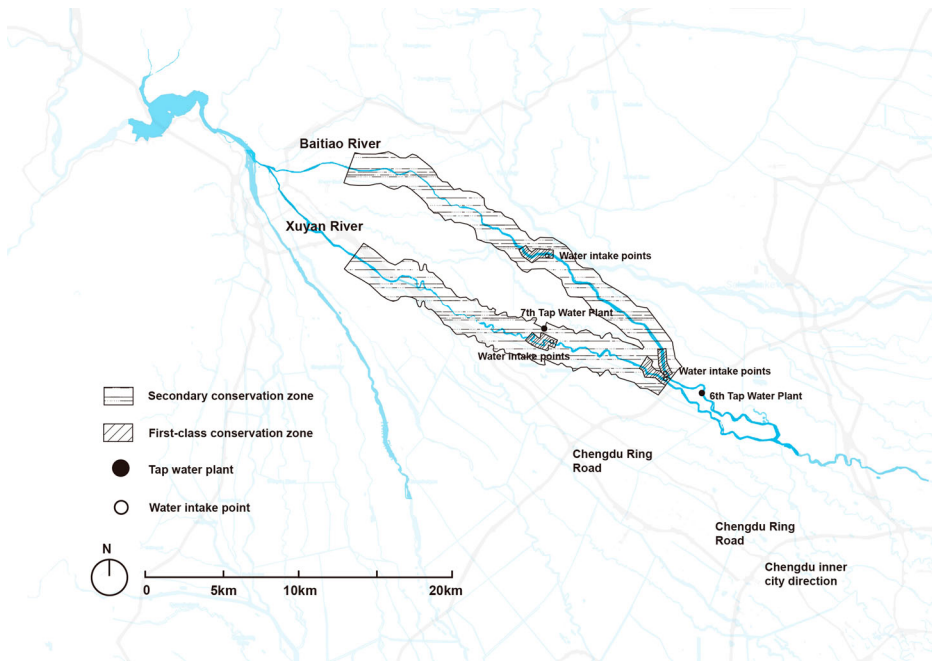 Baitiao River
Xuyan River
Water intake points
7th Tap Water Plant
Water intake points
Water intake points
6th Tap Water Plant
Secondary conservation zone
First-class conservation zone
Tap water plant
Water intake point
Chengdu Ring
Road
Chengdu Ring
Road
Chengdu inner
city direction
N
0 5km 10km 20km